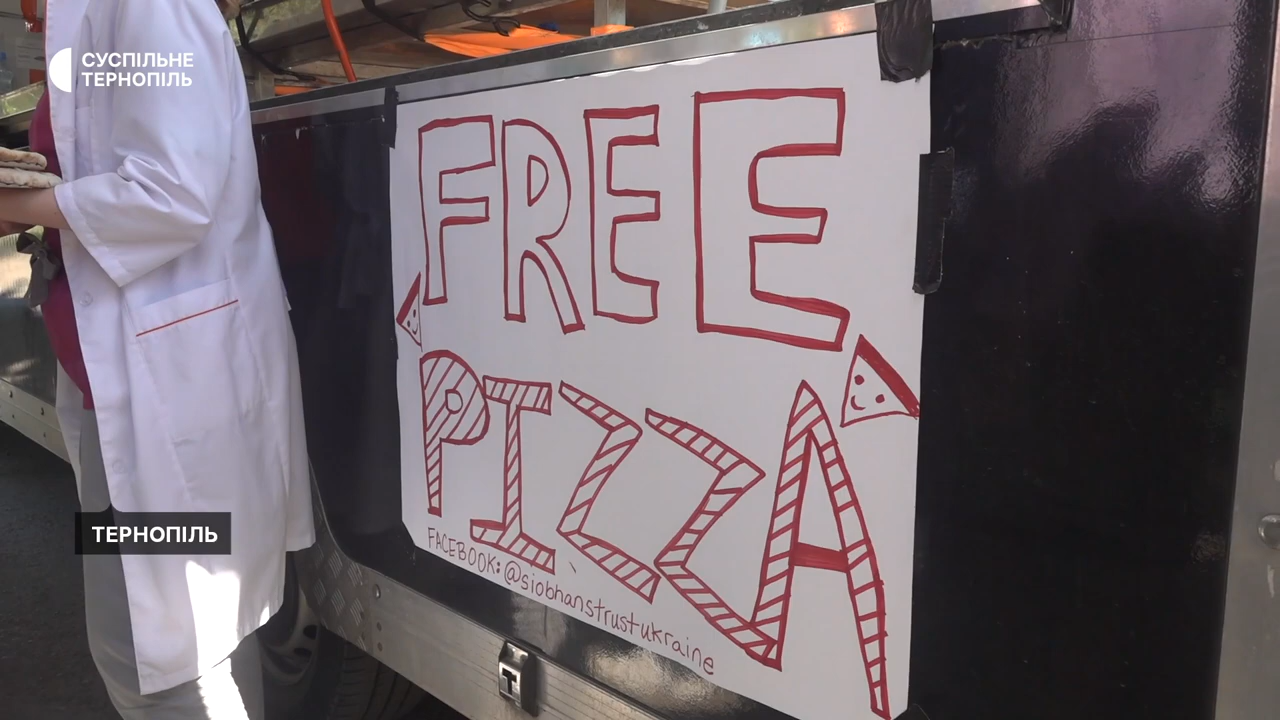 СУСПІЛЬНЕ
ТЕРНОПІЛЬ
FREE
PIZZA
FACEBOOK: @siobhanstrustukraine
ТЕРНОПІЛЬ
T